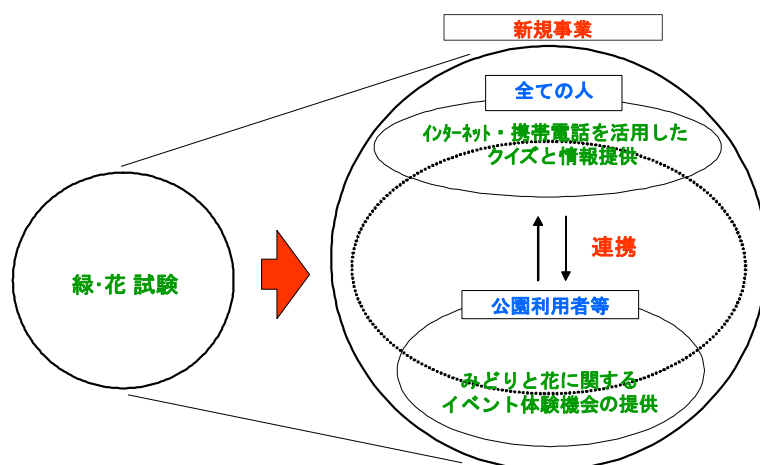 新規事業
全ての人
ｲﾝﾀｰﾈｯﾄ・携帯電話を活用した
クイズと情報提供
連携
緑･花 試験
公園利用者等
みどりと花に関する
イベント体験機会の提供